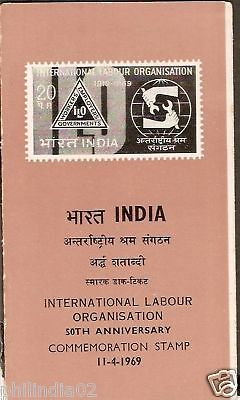 INTERNATIONAL LABOUR ORGANISATION
1919-1969
20
WORKERS
EMPLOYERS
ILO
GOVERNMENTS
भारत INDIA
अन्तर्राष्ट्रीय श्रम
संगठन
भारत INDIA
अन्तर्राष्ट्रीय श्रम संगठन
अर्द्ध शताब्दी
स्मारक डाक-टिकट
INTERNATIONAL LABOUR
ORGANISATION
50TH ANNIVERSARY
COMMEMORATION STAMP
11-4-1969
philindia02